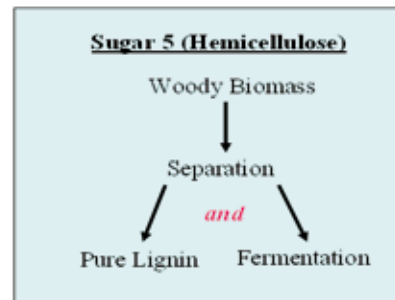 Sugar 5 (Hemicellulose)
Woody Biomass
Separation
and
Pure Lignin Fermentation